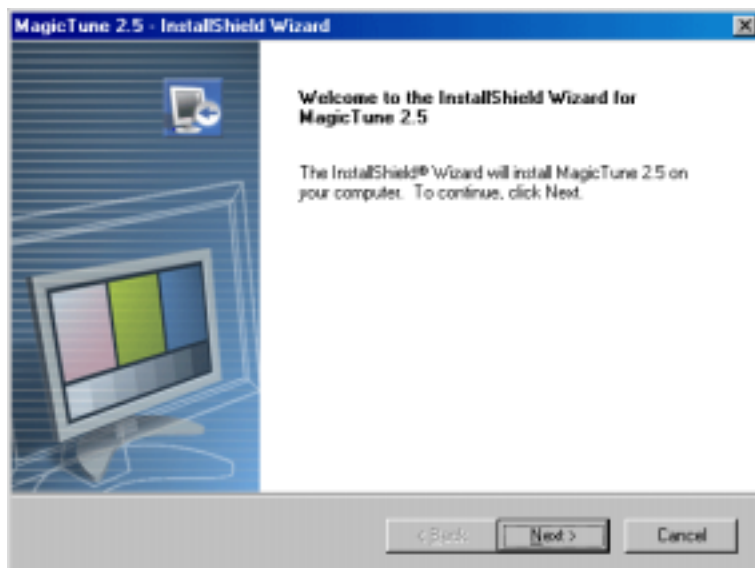 MagicTune 2.5 - InstallShield Wizard
Welcome to the InstallShield Wizard for
MagicTune 2.5
The InstallShield® Wizard will install MagicTune 2.5 on
your computer. To continue, click Next.
< Back
Next >
Cancel